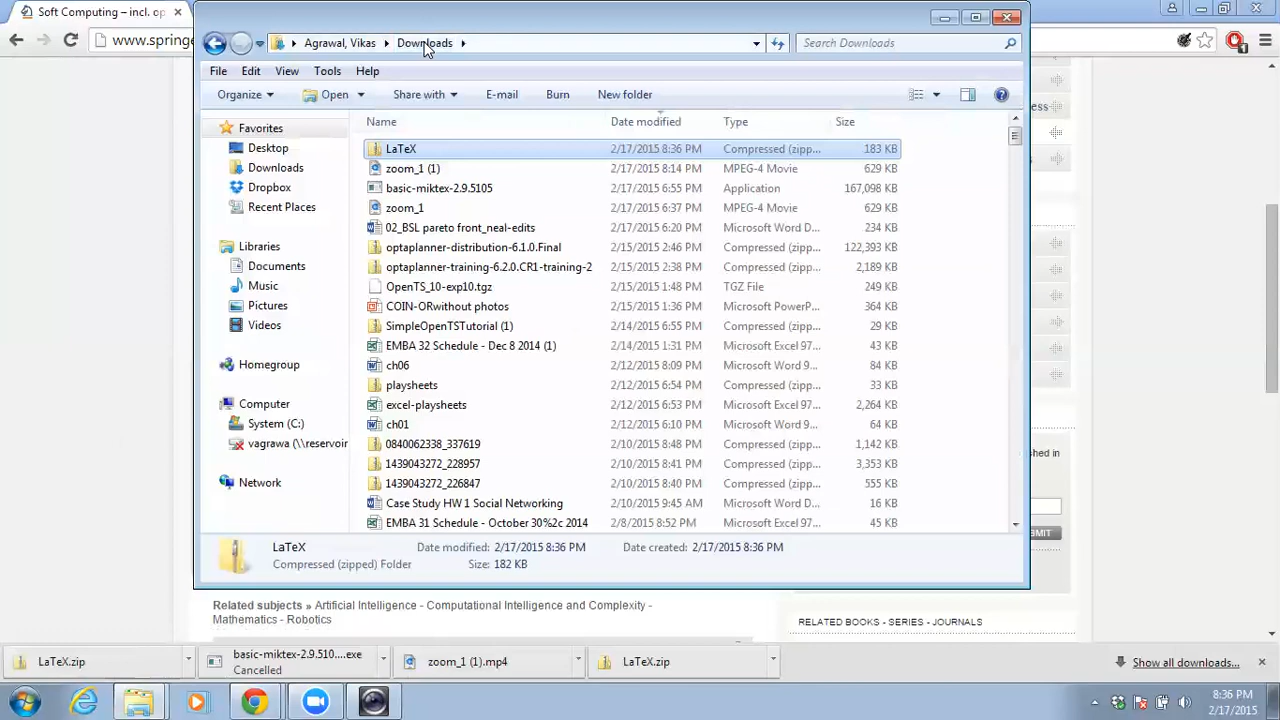 Soft Computing – incl. op
www.springe
Agrawal, Vikas
Downloads
Search Downloads
File Edit View Tools Help
Organize Open Share with E-mail Burn New folder
Name Date modified Type Size
Favorites
Desktop
Downloads
Dropbox
Recent Places
Libraries
Documents
Music
Pictures
Videos
Homegroup
Computer
System (C:)
vagrawa (\\reservoir
Network
LaTeX 2/17/2015 8:36 PM Compressed (zipp... 183 KB
zoom_1 (1) 2/17/2015 8:14 PM MPEG-4 Movie 629 KB
basic-miktex-2.9.5105 2/17/2015 6:55 PM Application 167,098 KB
zoom_1 2/17/2015 6:37 PM MPEG-4 Movie 629 KB
02_BSL pareto front_neal-edits 2/17/2015 6:20 PM Microsoft Word D... 234 KB
optaplanner-distribution-6.1.0.Final 2/15/2015 2:46 PM Compressed (zipp... 122,393 KB
optaplanner-training-6.2.0.CR1-training-2 2/15/2015 2:38 PM Compressed (zipp... 2,189 KB
OpenTS_10-exp10.tgz 2/15/2015 1:48 PM TGZ File 249 KB
COIN-ORwithout photos 2/15/2015 1:36 PM Microsoft PowerP... 364 KB
SimpleOpenTSTutorial (1) 2/14/2015 6:55 PM Compressed (zipp... 29 KB
EMBA 32 Schedule - Dec 8 2014 (1) 2/14/2015 1:31 PM Microsoft Excel 97... 43 KB
ch06 2/12/2015 8:09 PM Microsoft Word 9... 84 KB
playsheets 2/12/2015 6:54 PM Compressed (zipp... 33 KB
excel-playsheets 2/12/2015 6:53 PM Microsoft Excel 97... 2,264 KB
ch01 2/12/2015 6:10 PM Microsoft Word 9... 64 KB
0840062338_337619 2/10/2015 8:48 PM Compressed (zipp... 1,142 KB
1439043272_228957 2/10/2015 8:41 PM Compressed (zipp... 3,353 KB
1439043272_226847 2/10/2015 8:40 PM Compressed (zipp... 555 KB
Case Study HW 1 Social Networking 2/10/2015 9:45 AM Microsoft Word D... 16 KB
EMBA 31 Schedule - October 30%2c 2014 2/8/2015 8:52 PM Microsoft Excel 97... 45 KB
LaTeX Date modified: 2/17/2015 8:36 PM Date created: 2/17/2015 8:36 PM
Compressed (zipped) Folder Size: 182 KB
ess
hed in
MIT
Related subjects » Artificial Intelligence - Computational Intelligence and Complexity -
Mathematics - Robotics
RELATED BOOKS - SERIES - JOURNALS
LaTeX.zip
basic-miktex-2.9.510....exe
Cancelled
zoom_1 (1).mp4
LaTeX.zip
Show all downloads...
8:36 PM
2/17/2015